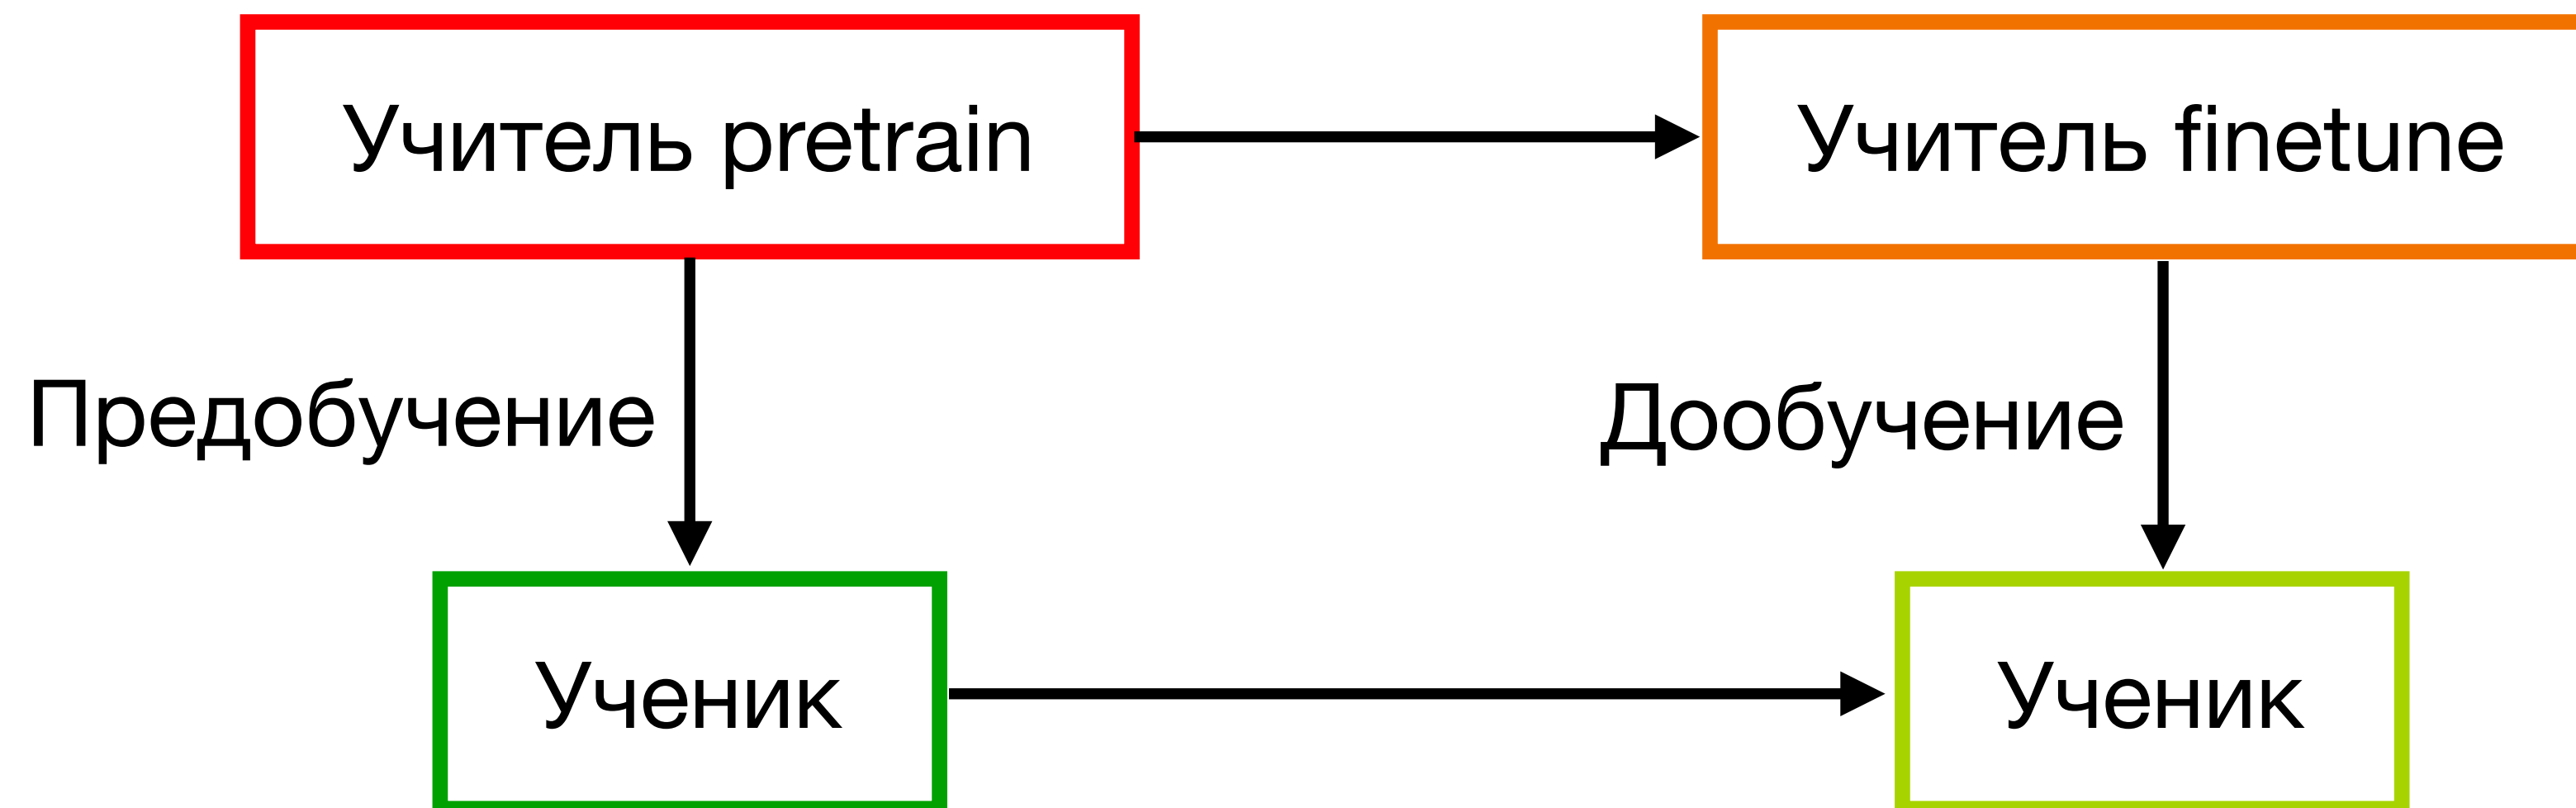 Учитель pretrain
Учитель finetune
Предобучение
Дообучение
Ученик
Ученик